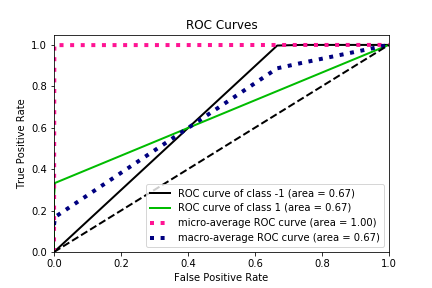 ROC Curves
True Positive Rate
1.0
0.8
0.6
0.4
0.2
0.0
ROC curve of class -1 (area = 0.67)
ROC curve of class 1 (area = 0.67)
micro-average ROC curve (area = 1.00)
macro-average ROC curve (area = 0.67)
0.0 0.2 0.4 0.6 0.8 1.0
False Positive Rate